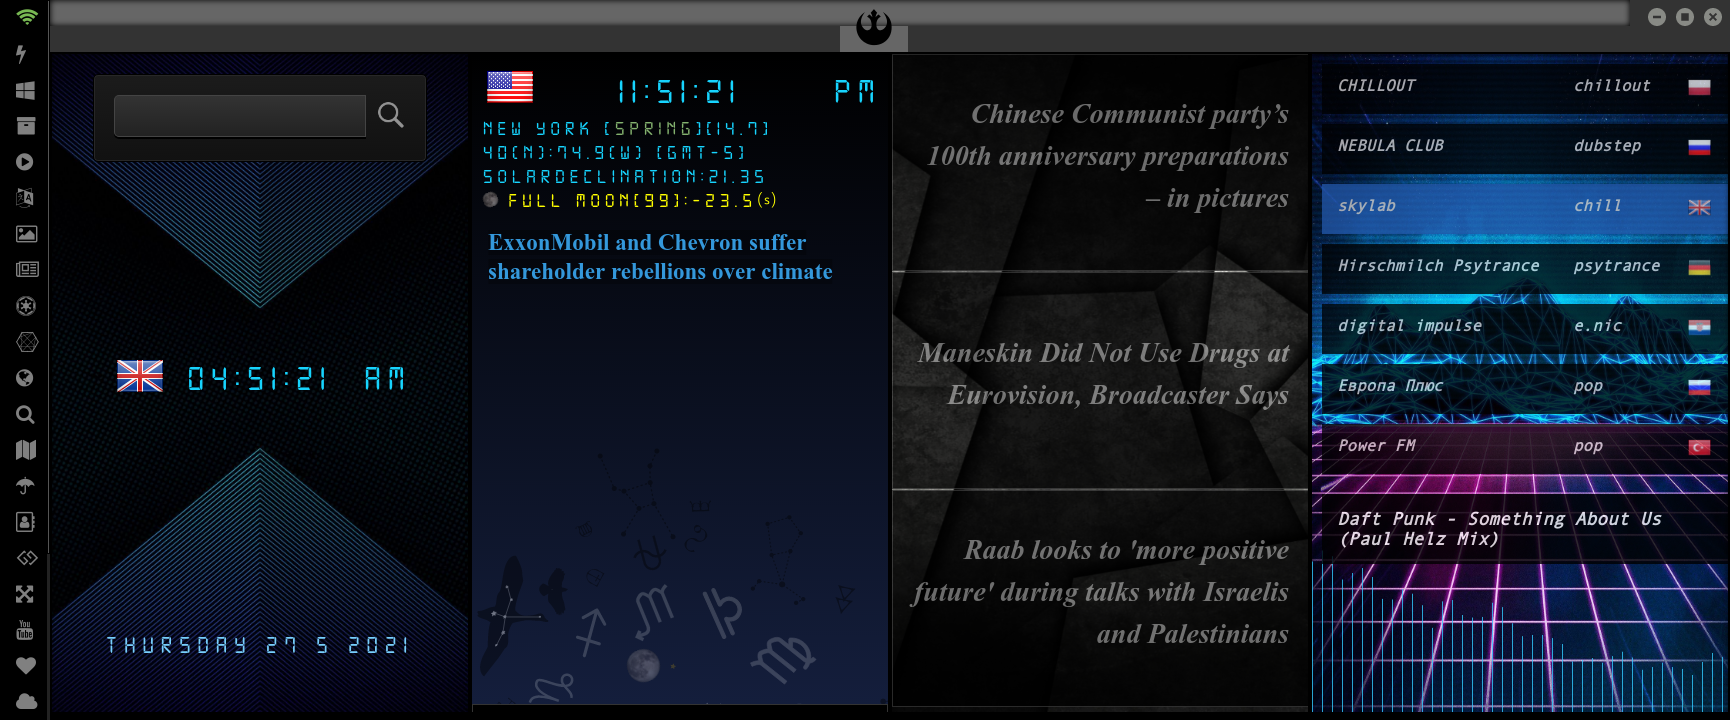 04:51:21 AM
THURSDAY 27 5 2021
11:51:21 PM
NEW YORK [SPRING][14.7]
40(N):74.9(W) (GMT-5)
SOLARDECLINATION:21.35
FULL MOON[99]:-23.5(s)
ExxonMobil and Chevron suffer
shareholder rebellions over climate
Chinese Communist party’s
100th anniversary preparations
– in pictures
Maneskin Did Not Use Drugs at
Eurovision, Broadcaster Says
Raab looks to 'more positive
future' during talks with Israelis
and Palestinians
CHILLOUT chillout
NEBULA CLUB dubstep
skylab chill
Hirschmilch Psytrance psytrance
digital impulse e.nic
Европа Плюс pop
Power FM pop
Daft Punk - Something About Us
(Paul Helz Mix)
You
Tube